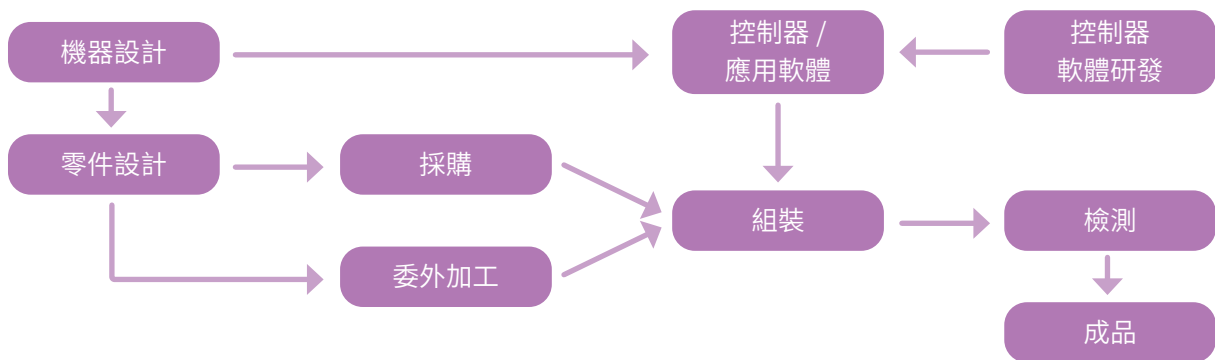 機器設計
控制器 /
應用軟體
控制器
軟體研發
零件設計
採購
組裝
檢測
委外加工
成品